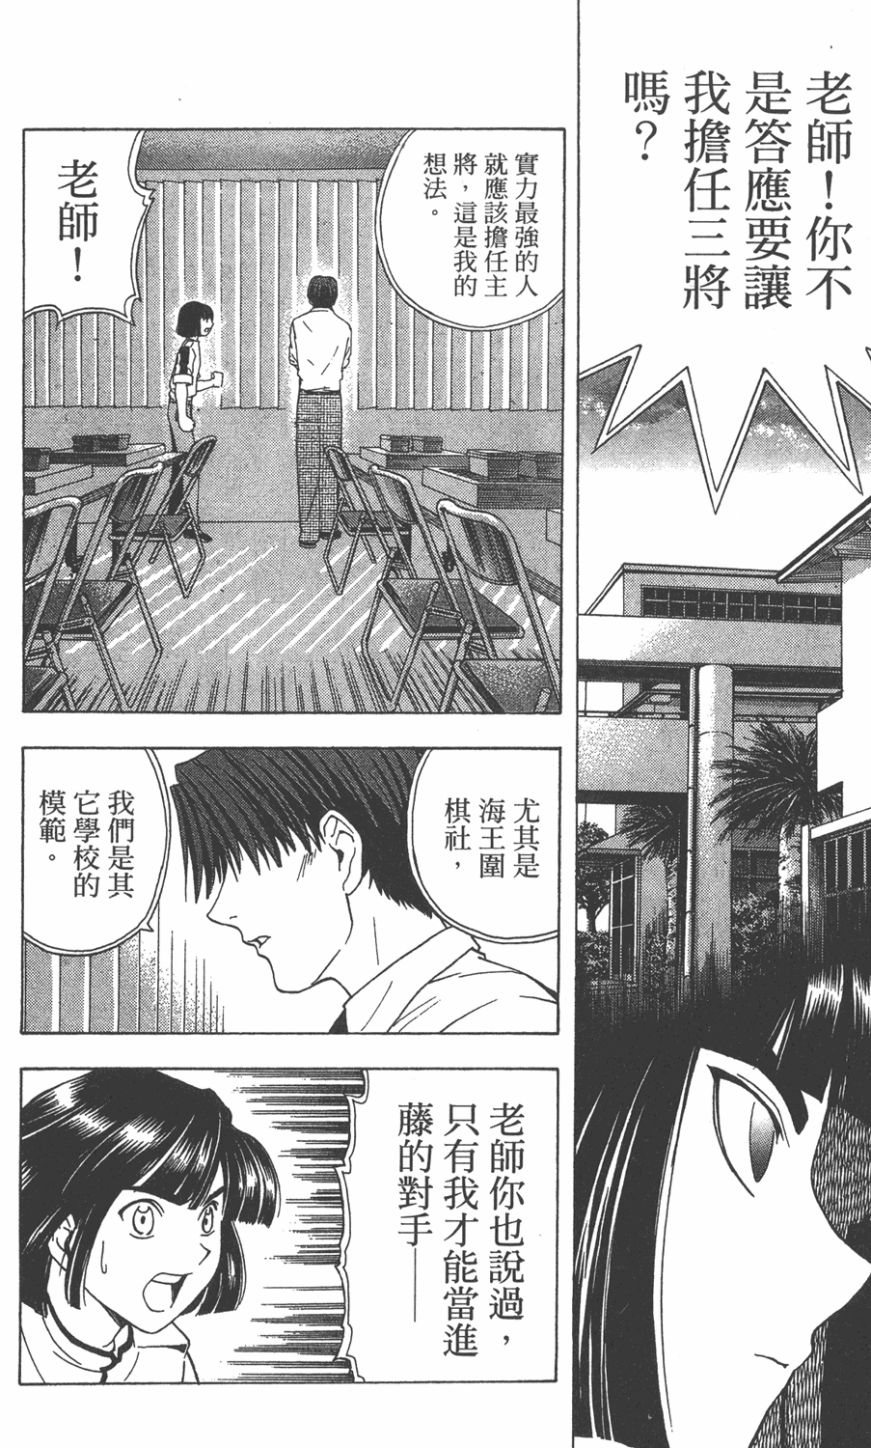 老師！你不
是答應要讓
我擔任三將
嗎？
實力最強的人
就應該擔任主
將，這是我的
想法。
老師！
尤其是
海王圍
棋社，
我們是其
它學校的
模範。
老師你也說過，
只有我才能當進
藤的對手——